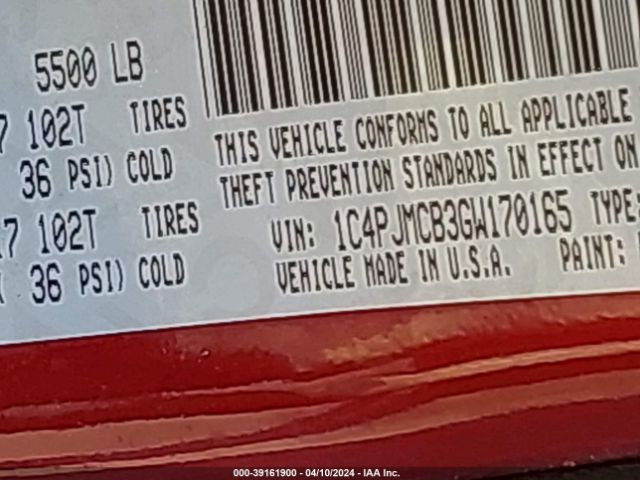 5500 LB
7 102T TIRES
36 PSI) COLD
17 102T TIRES
36 PSI) COLD
THIS VEHICLE CONFORMS TO ALL APPLICABLE
THEFT PREVENTION STANDARDS IN EFFECT ON
VIN: 1C4PJMCB3GW170165 TYPE:
VEHICLE MADE IN U.S.A. PAINT:
000-39161900 - 04/10/2024 - IAA Inc.